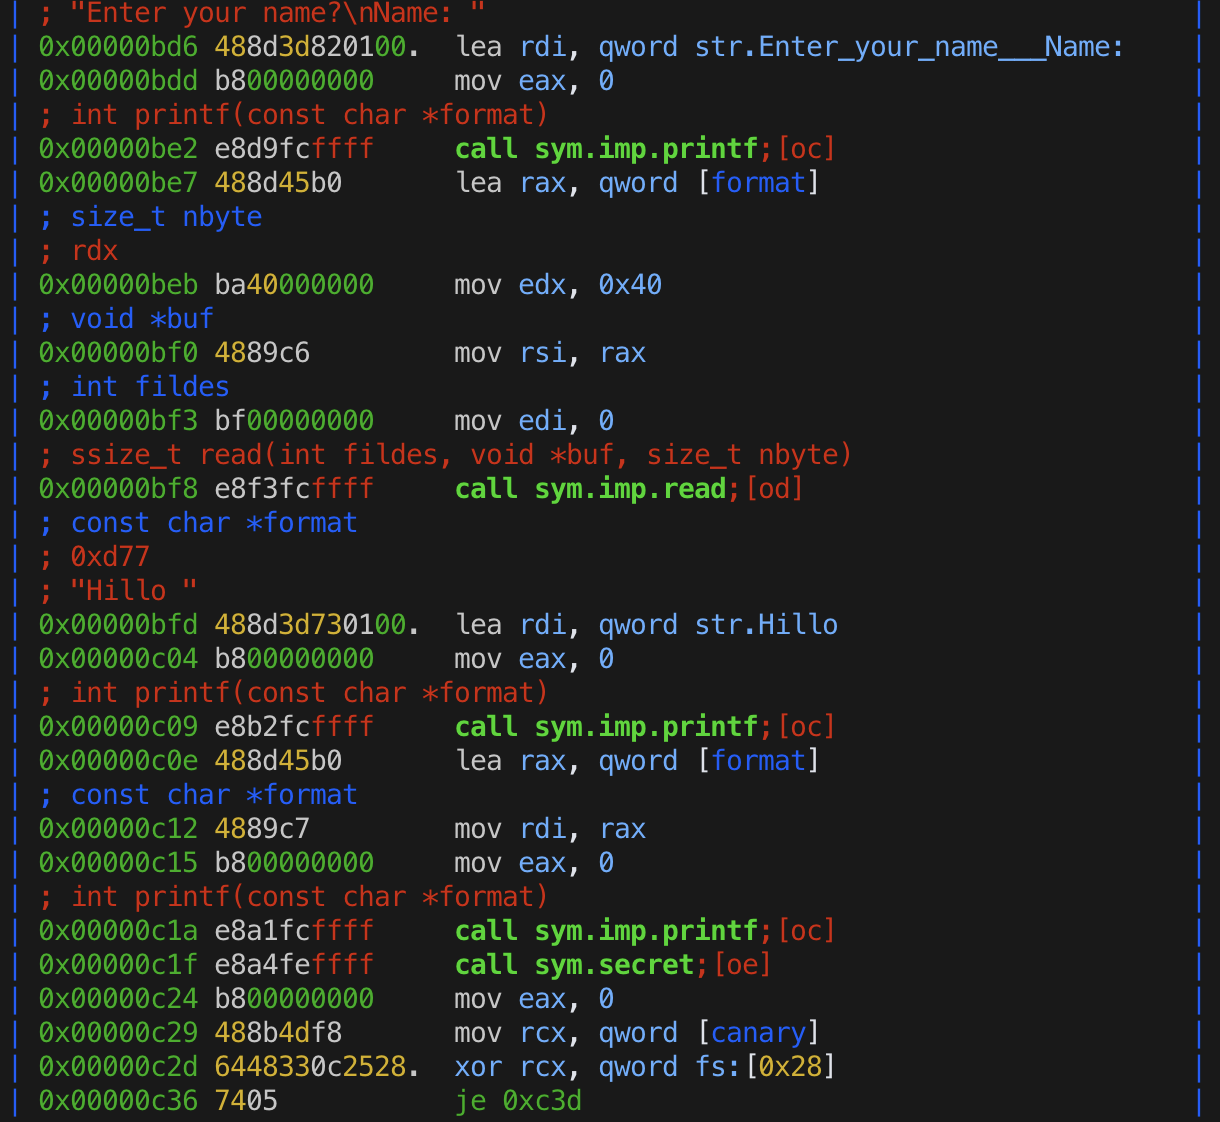 | ; "Enter your name?\nName: " |
| 0x00000bd6 488d3d820100. lea rdi, qword str.Enter_your_name___Name: |
| 0x00000bdd b800000000 mov eax, 0 |
| ; int printf(const char *format) |
| 0x00000be2 e8d9fcffff call sym.imp.printf;[oc] |
| 0x00000be7 488d45b0 lea rax, qword [format] |
| ; size_t nbyte |
| ; rdx |
| 0x00000beb ba40000000 mov edx, 0x40 |
| ; void *buf |
| 0x00000bf0 4889c6 mov rsi, rax |
| ; int fildes |
| 0x00000bf3 bf00000000 mov edi, 0 |
| ; ssize_t read(int fildes, void *buf, size_t nbyte) |
| 0x00000bf8 e8f3fcffff call sym.imp.read;[od] |
| ; const char *format |
| ; 0xd77 |
| ; "Hillo " |
| 0x00000bfd 488d3d730100. lea rdi, qword str.Hillo |
| 0x00000c04 b800000000 mov eax, 0 |
| ; int printf(const char *format) |
| 0x00000c09 e8b2fcffff call sym.imp.printf;[oc] |
| 0x00000c0e 488d45b0 lea rax, qword [format] |
| ; const char *format |
| 0x00000c12 4889c7 mov rdi, rax |
| 0x00000c15 b800000000 mov eax, 0 |
| ; int printf(const char *format) |
| 0x00000c1a e8a1fcffff call sym.imp.printf;[oc] |
| 0x00000c1f e8a4feffff call sym.secret;[oe] |
| 0x00000c24 b800000000 mov eax, 0 |
| 0x00000c29 488b4df8 mov rcx, qword [canary] |
| 0x00000c2d 6448330c2528. xor rcx, qword fs:[0x28] |
| 0x00000c36 7405 je 0xc3d |